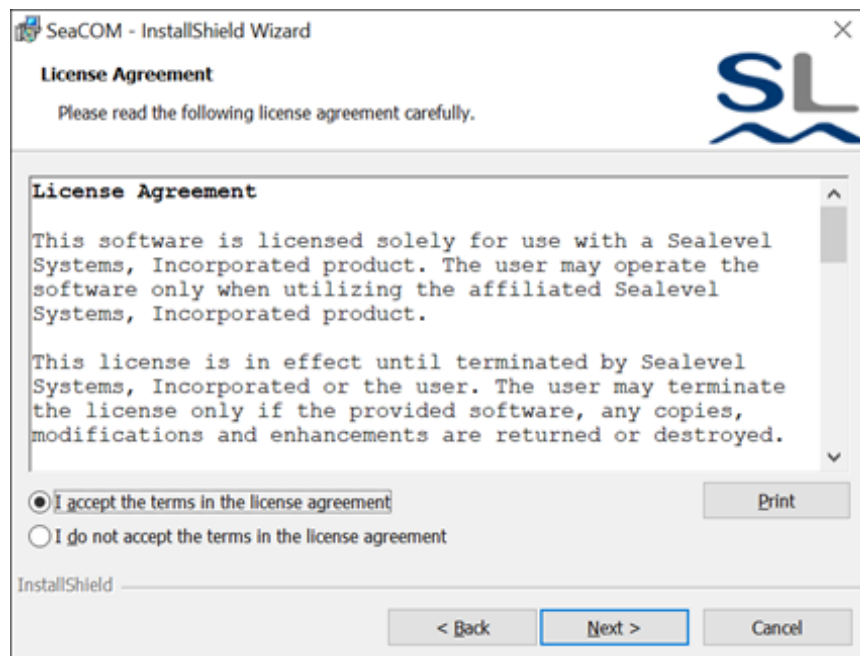 SeaCOM - InstallShield Wizard
License Agreement
Please read the following license agreement carefully.
SL
License Agreement
This software is licensed solely for use with a Sealevel
Systems, Incorporated product. The user may operate the
software only when utilizing the affiliated Sealevel
Systems, Incorporated product.
This license is in effect until terminated by Sealevel
Systems, Incorporated or the user. The user may terminate
the license only if the provided software, any copies,
modifications and enhancements are returned or destroyed.
I accept the terms in the license agreement
Print
I do not accept the terms in the license agreement
InstallShield
< Back
Next >
Cancel